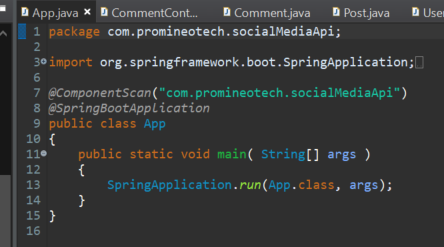 App.java
CommentCont...
Comment.java
Post.java
User
1 package com.promineotech.socialMediaApi;
2
3 import org.springframework.boot.SpringApplication;
6
7 @ComponentScan("com.promineotech.socialMediaApi")
8 @SpringBootApplication
9 public class App
10 {
11 public static void main( String[] args )
12 {
13 SpringApplication.run(App.class, args);
14 }
15 }
16